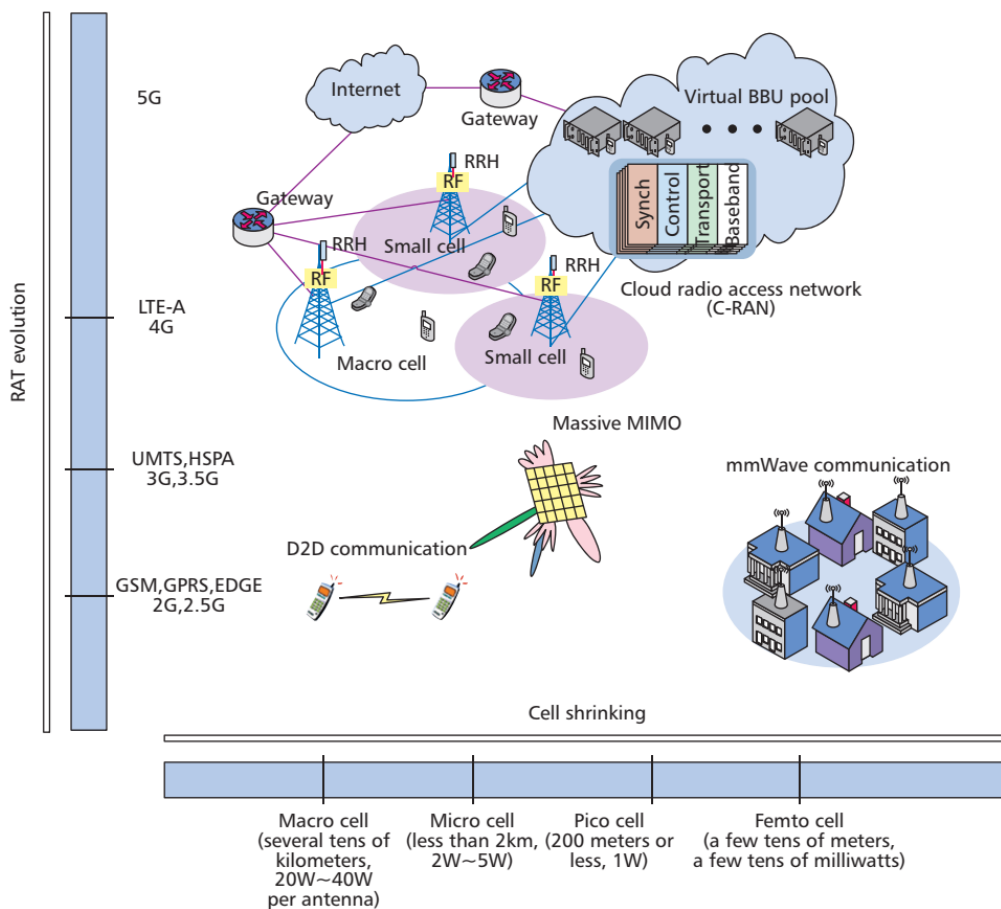 5G
Internet
Gateway
Virtual BBU pool
RRH
RF
Synch
Control
Transport
Baseband
Gateway
RRH
Small cell
RF
RRH
RF
Cloud radio access network
(C-RAN)
LTE-A
4G
Macro cell
Small cell
RAT evolution
Massive MIMO
UMTS,HSPA
3G,3.5G
mmWave communication
D2D communication
GSM,GPRS,EDGE
2G,2.5G
Cell shrinking
Macro cell
(several tens of
kilometers,
20W~40W
per antenna)
Micro cell
(less than 2km,
2W~5W)
Pico cell
(200 meters or
less, 1W)
Femto cell
(a few tens of meters,
a few tens of milliwatts)